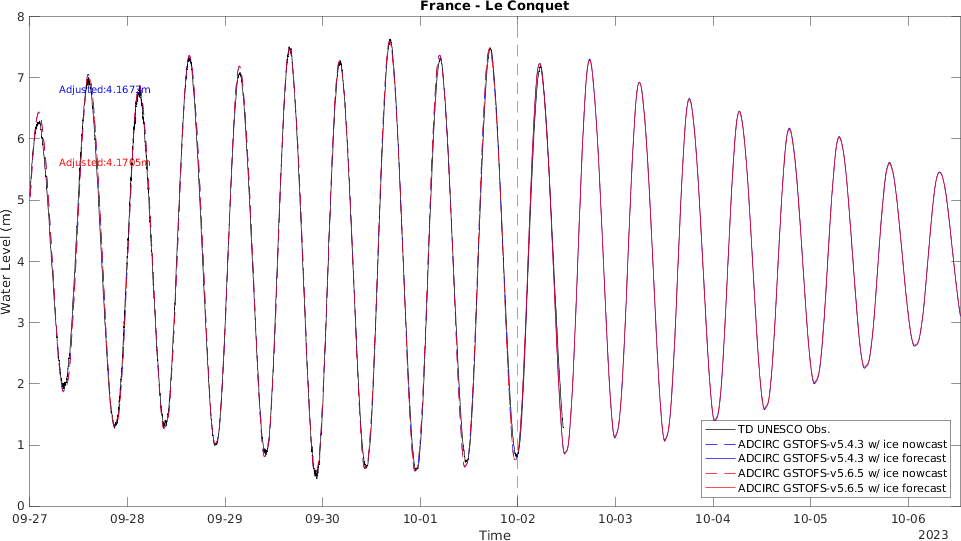 France - Le Conquet
8
7
6
5
4
3
2
1
0
Water Level (m)
Adjusted:4.1673m
Adjusted:4.1705m
TD UNESCO Obs.
ADCIRC GSTOFS-v5.4.3 w/ ice nowcast
ADCIRC GSTOFS-v5.4.3 w/ ice forecast
ADCIRC GSTOFS-v5.6.5 w/ ice nowcast
ADCIRC GSTOFS-v5.6.5 w/ ice forecast
09-27 09-28 09-29 09-30 10-01 10-02 10-03 10-04 10-05 10-06
Time
2023